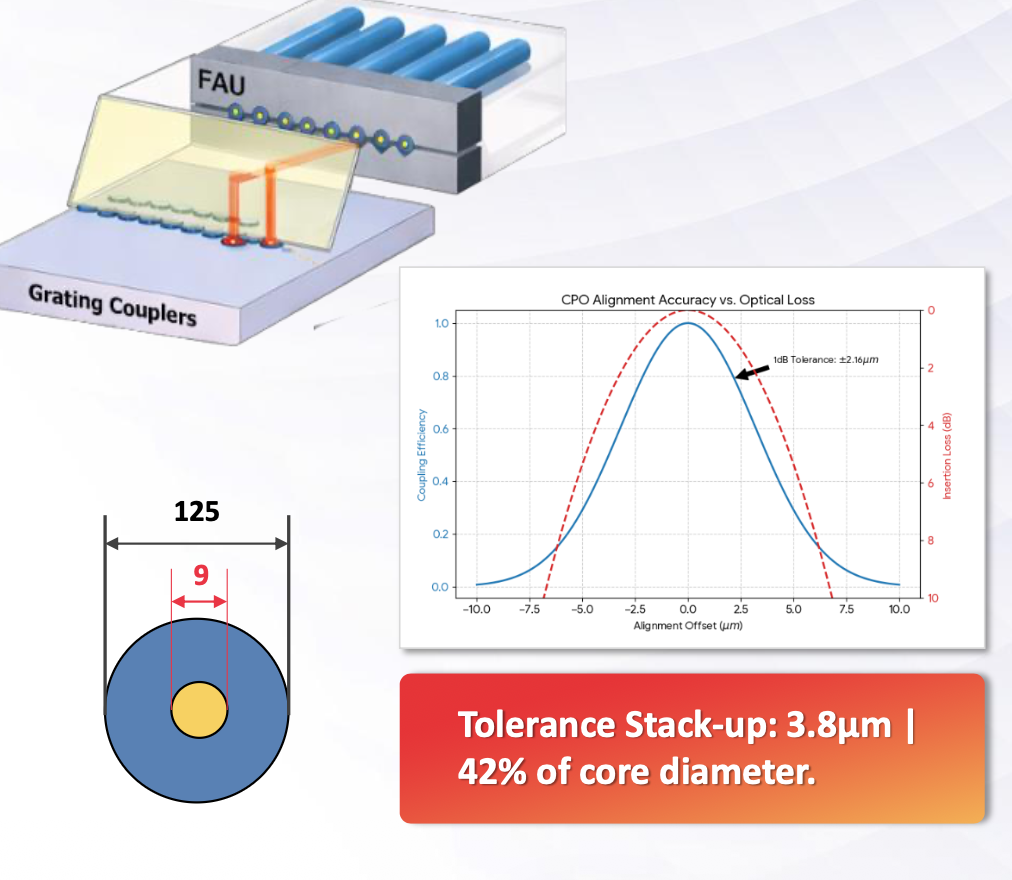 FAU
Grating Couplers
CPO Alignment Accuracy vs. Optical Loss
1.0
0.8
0.6
0.4
0.2
0.0
Coupling Efficiency
1dB Tolerance: ±2.16μm
0
2
4
6
8
10
Insertion Loss (dB)
−10.0 −7.5 −5.0 −2.5 0.0 2.5 5.0 7.5 10.0
Alignment Offset (μm)
125
9
Tolerance Stack-up: 3.8μm |
42% of core diameter.